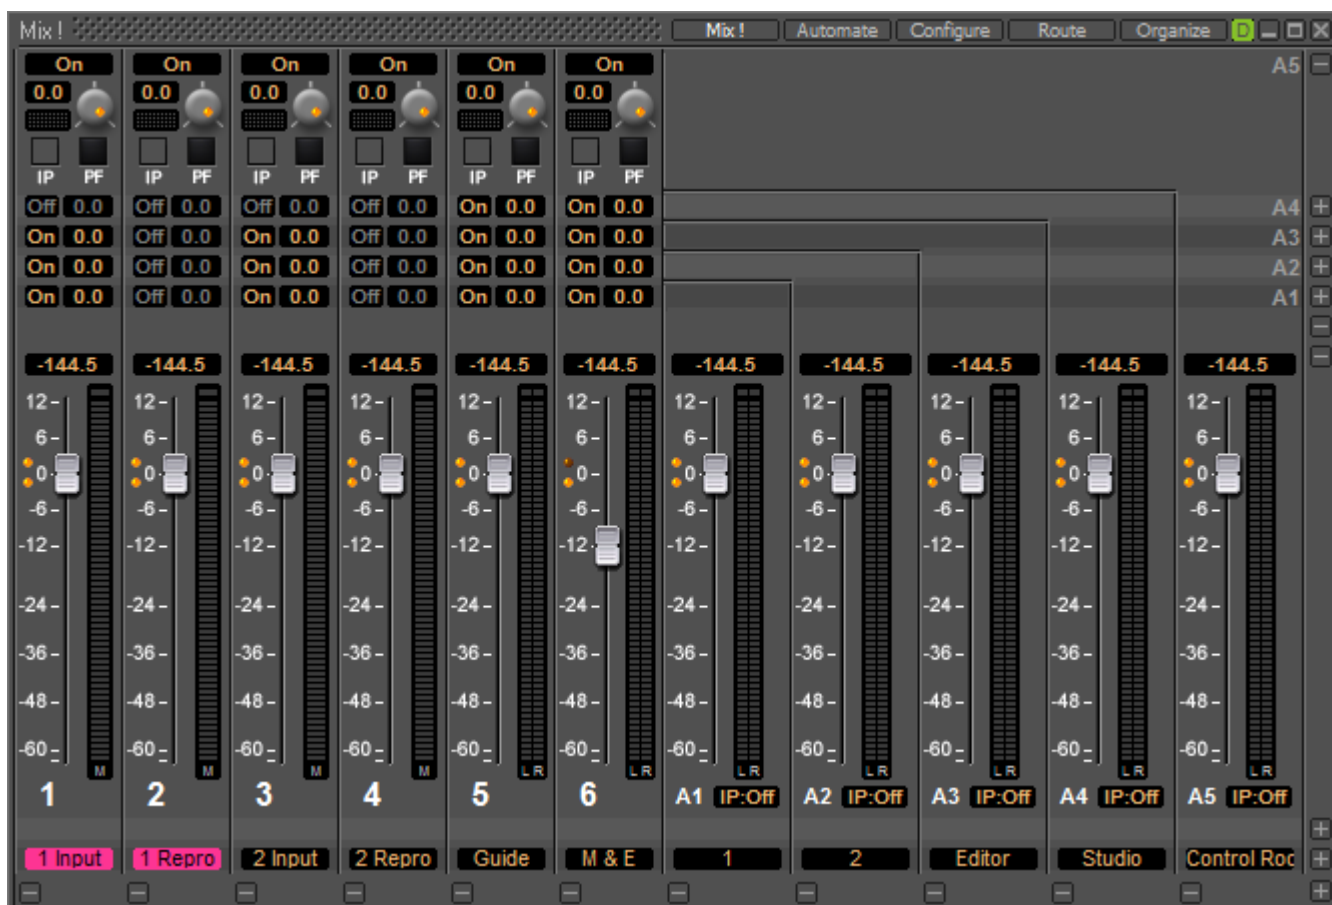 Mix ! Mix ! Automate Configure Route Organize D
On On On On On On A5
0.0 0.0 0.0 0.0 0.0 0.0
IP PF IP PF IP PF IP PF IP PF IP PF
Off 0.0 Off 0.0 Off 0.0 Off 0.0 On 0.0 On 0.0 A4
On 0.0 Off 0.0 On 0.0 Off 0.0 On 0.0 On 0.0 A3
On 0.0 Off 0.0 On 0.0 Off 0.0 On 0.0 On 0.0 A2
On 0.0 Off 0.0 On 0.0 Off 0.0 On 0.0 On 0.0 A1
-144.5 -144.5 -144.5 -144.5 -144.5 -144.5 -144.5 -144.5 -144.5 -144.5 -144.5
12 12 12 12 12 12 12 12 12 12 12
6 6 6 6 6 6 6 6 6 6 6
0 0 0 0 0 0 0 0 0 0 0
-6 -6 -6 -6 -6 -6 -6 -6 -6 -6 -6
-12 -12 -12 -12 -12 -12 -12 -12 -12 -12 -12
-24 -24 -24 -24 -24 -24 -24 -24 -24 -24 -24
-36 -36 -36 -36 -36 -36 -36 -36 -36 -36 -36
-48 -48 -48 -48 -48 -48 -48 -48 -48 -48 -48
-60 -60 -60 -60 -60 -60 -60 -60 -60 -60 -60
M M M M L R L R L R L R L R L R L R
1 2 3 4 5 6 A1 IP:Off A2 IP:Off A3 IP:Off A4 IP:Off A5 IP:Off
1 Input 1 Repro 2 Input 2 Repro Guide M & E 1 2 Editor Studio Control Roo